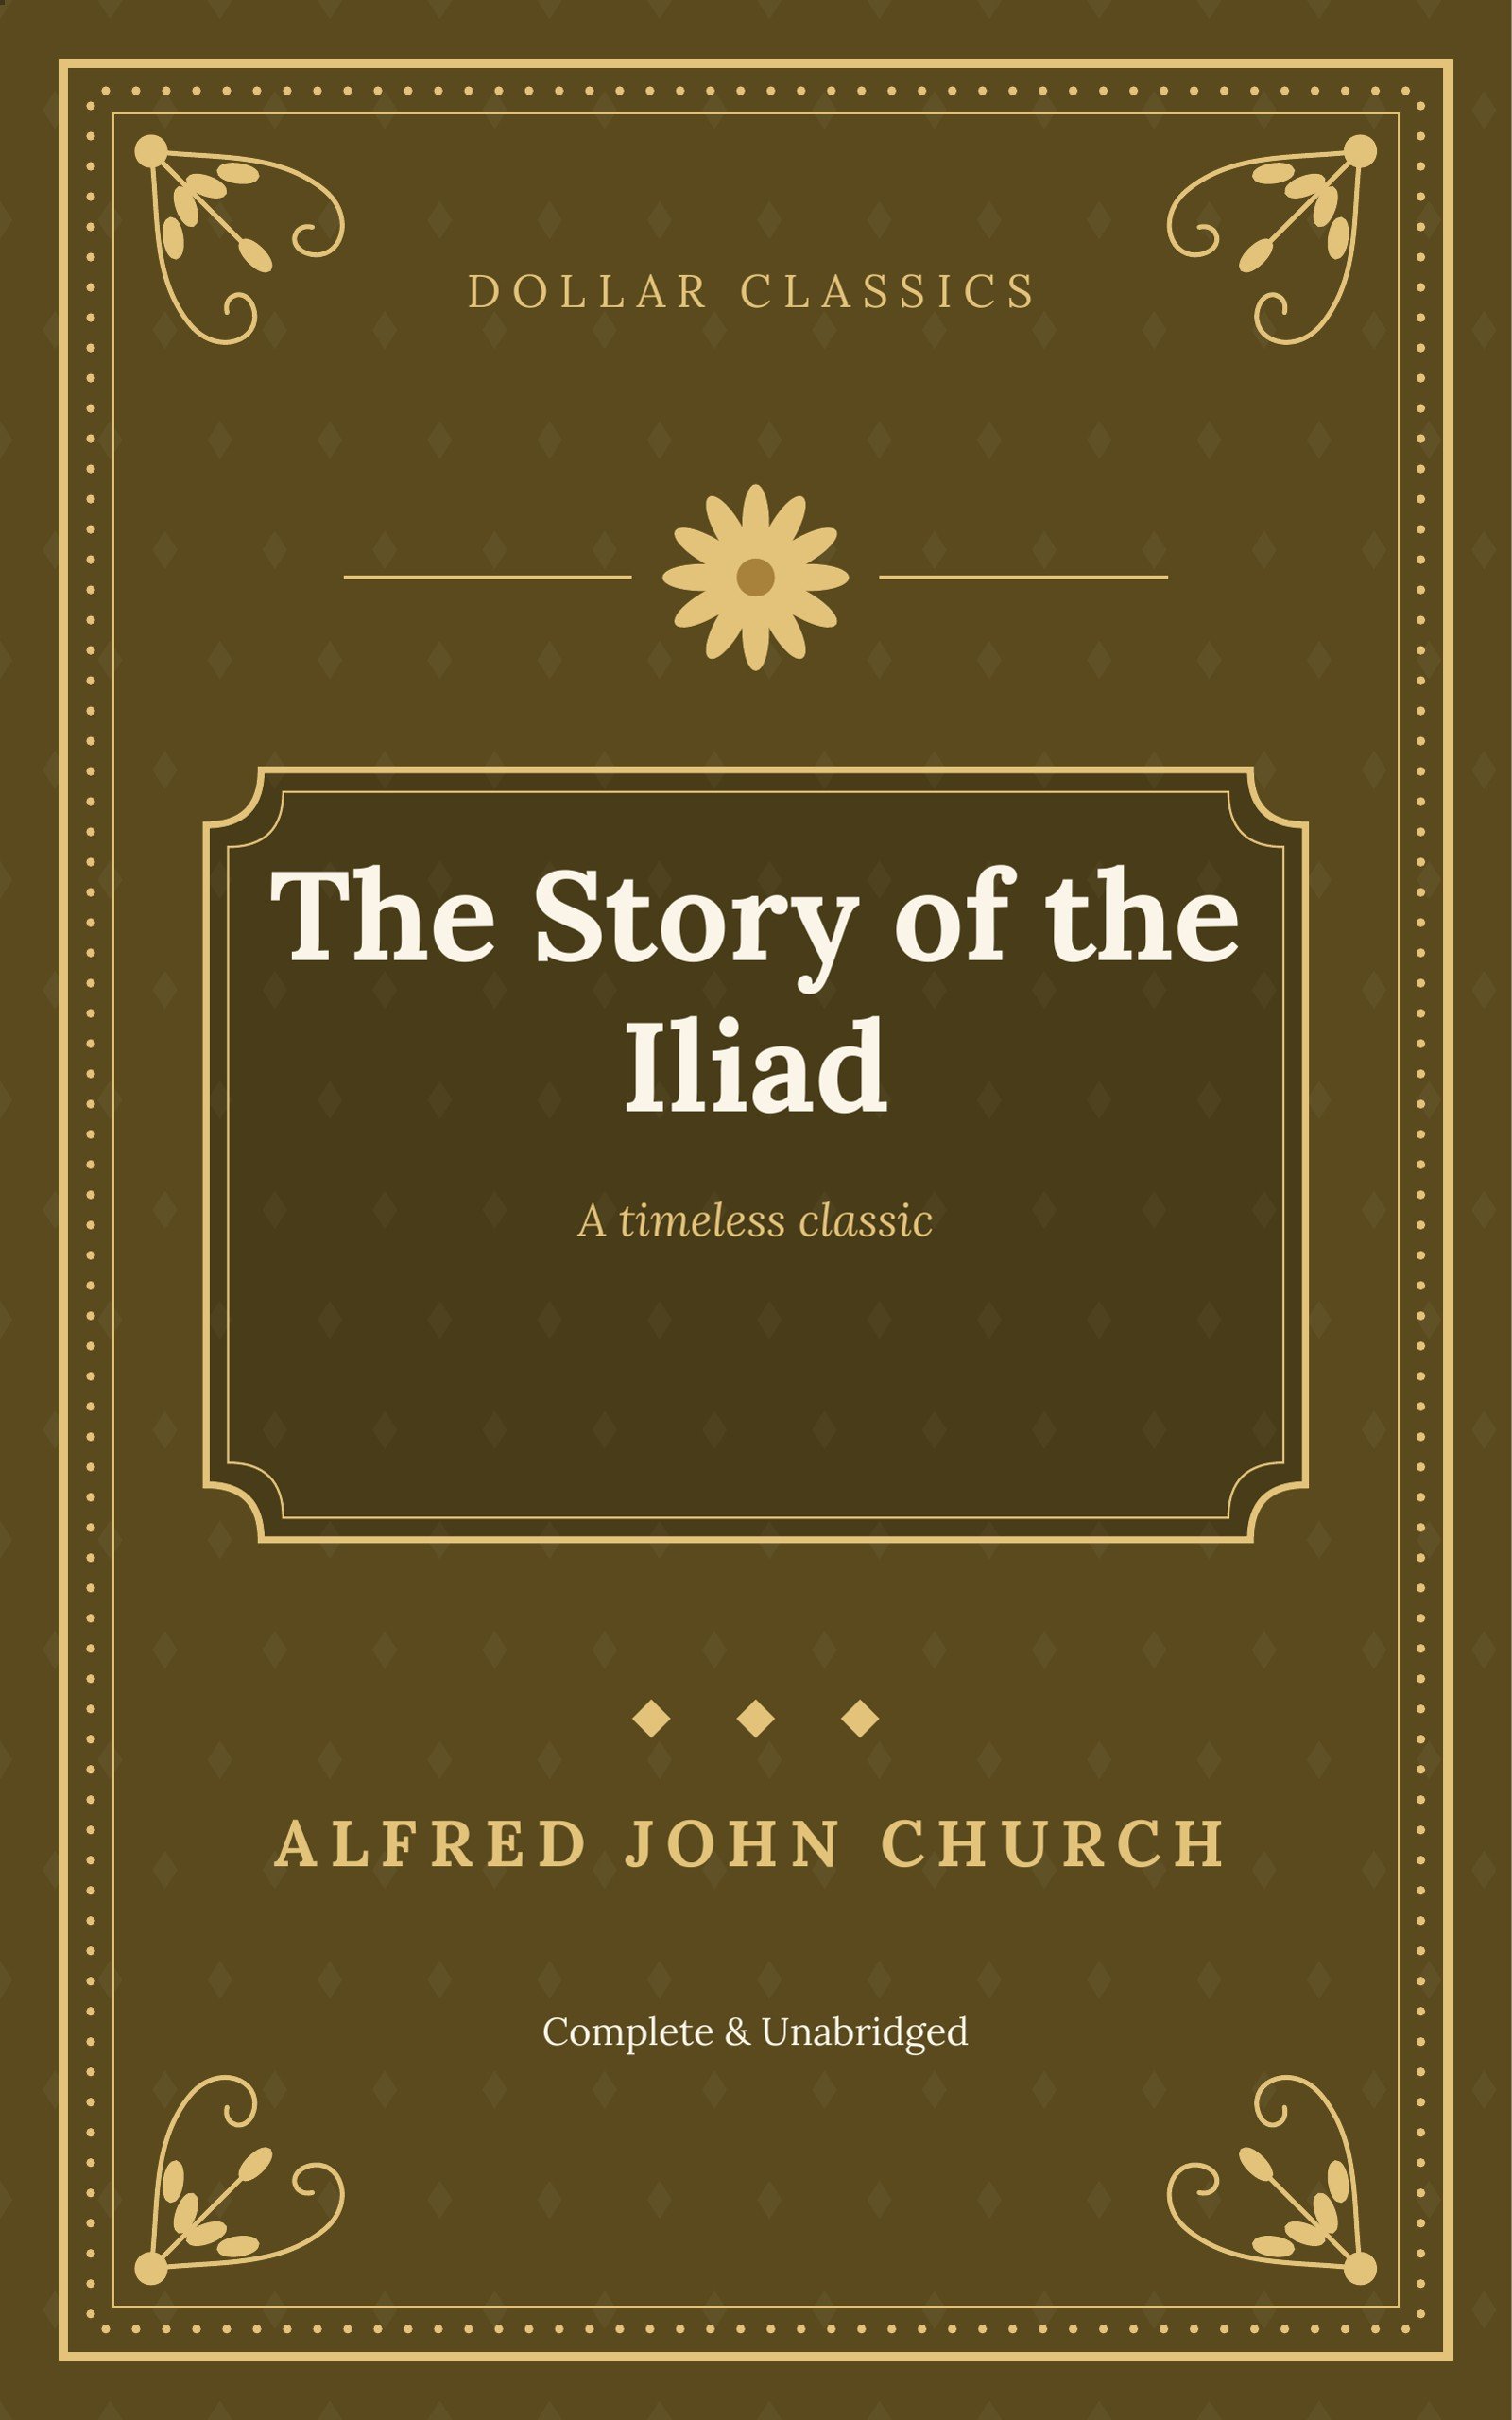 DOLLAR CLASSICS
The Story of the
Iliad
A timeless classic
ALFRED JOHN CHURCH
Complete & Unabridged